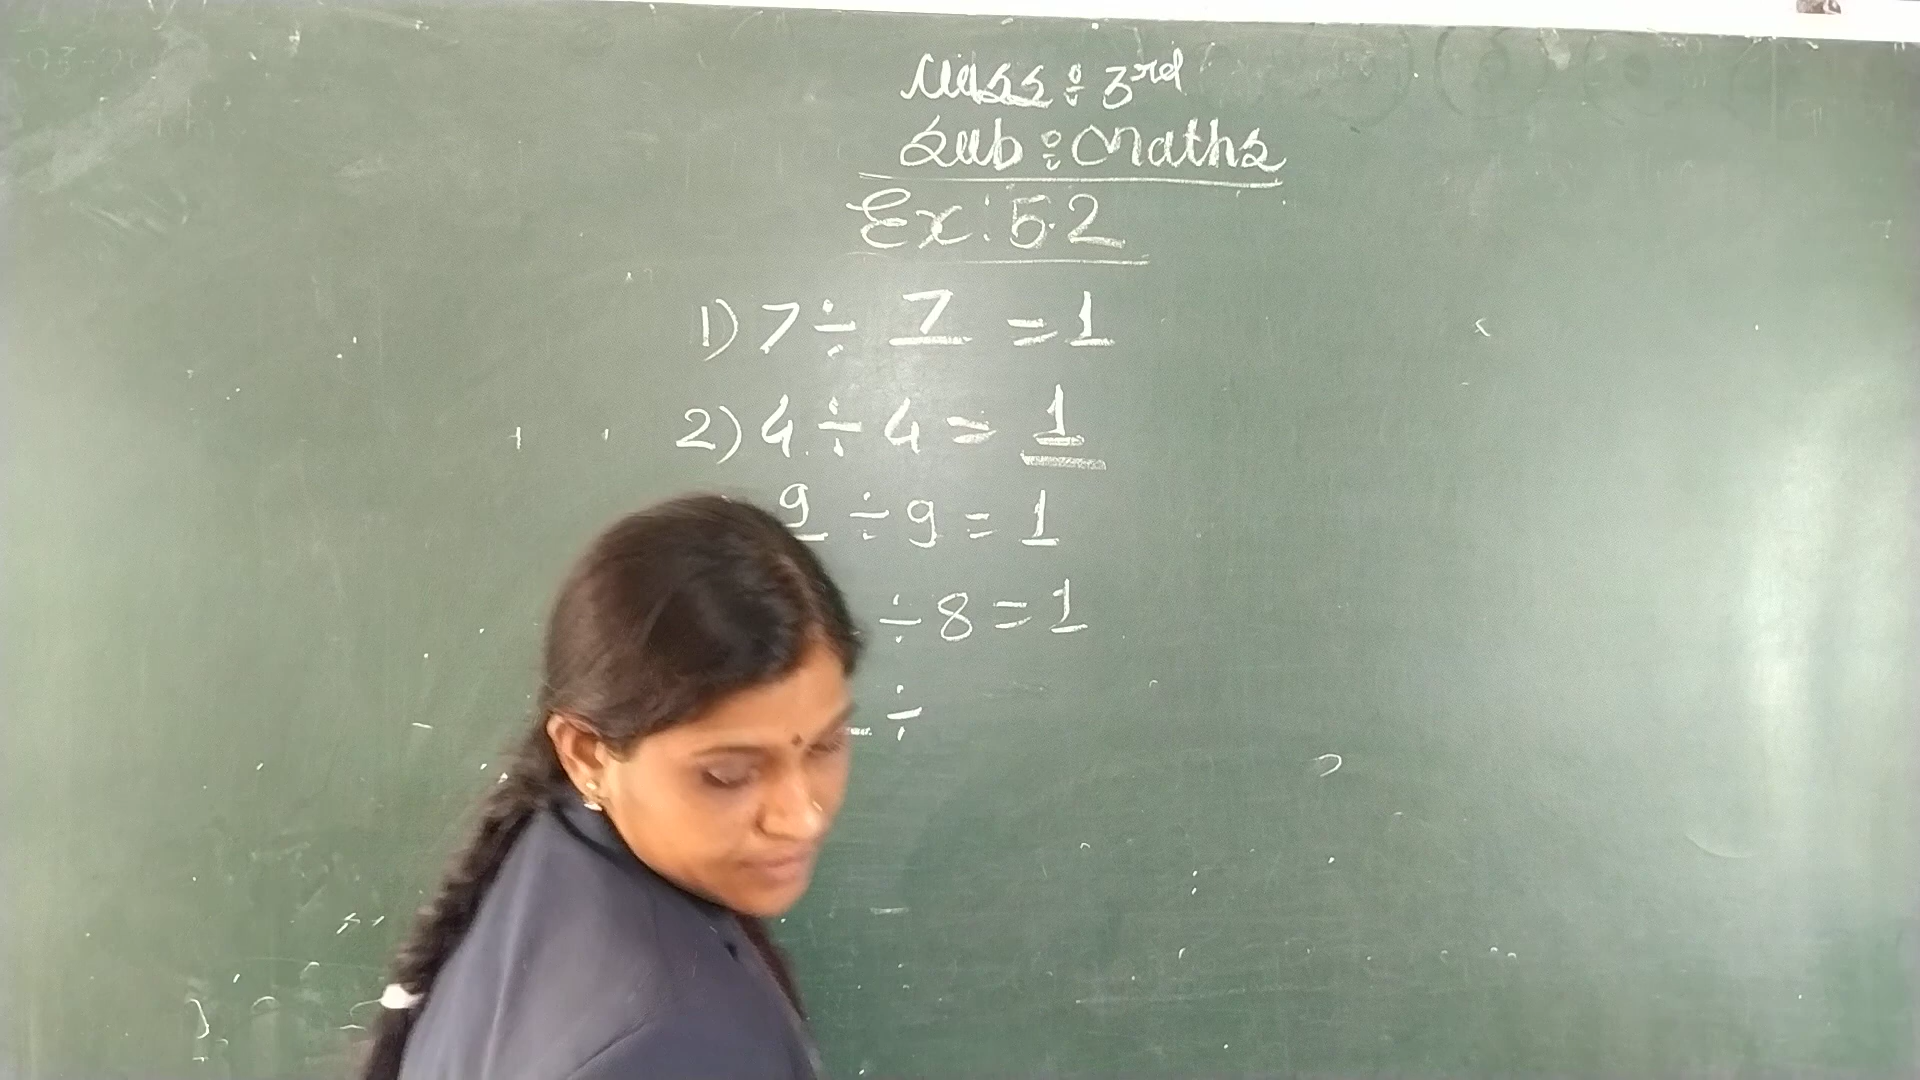 Class : 3rd
Sub : Maths
Ex : 5.2
1) 7 ÷ 7 = 1
2) 4 ÷ 4 = 1
9 ÷ 9 = 1
÷ 8 = 1
÷